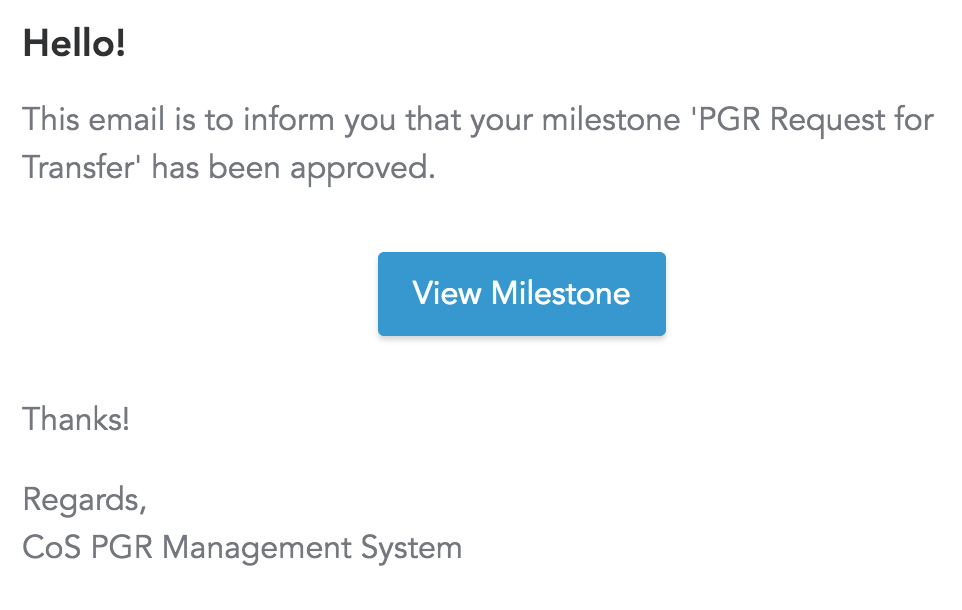 Hello!
This email is to inform you that your milestone 'PGR Request for
Transfer' has been approved.
View Milestone
Thanks!
Regards,
CoS PGR Management System